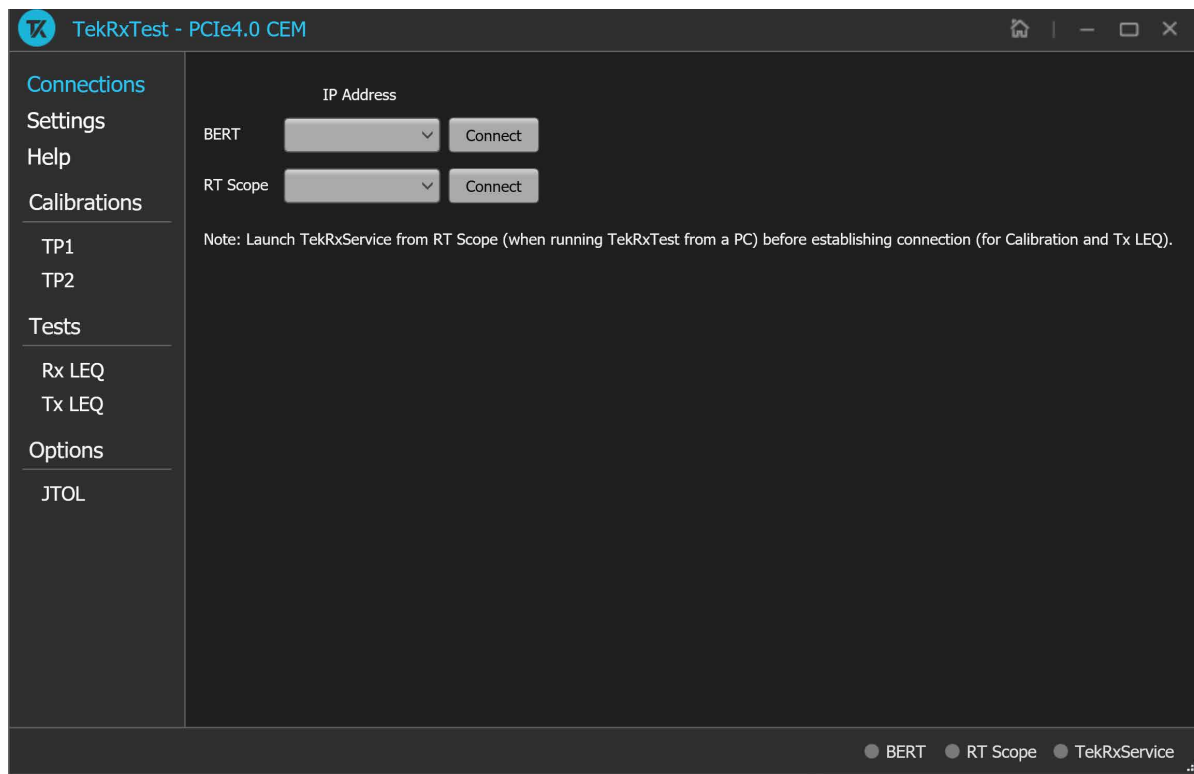 TekRxTest - PCIe4.0 CEM
Connections
Settings
Help
Calibrations
TP1
TP2
Tests
Rx LEQ
Tx LEQ
Options
JTOL
IP Address
BERT Connect
RT Scope Connect
Note: Launch TekRxService from RT Scope (when running TekRxTest from a PC) before establishing connection (for Calibration and Tx LEQ).
BERT RT Scope TekRxService